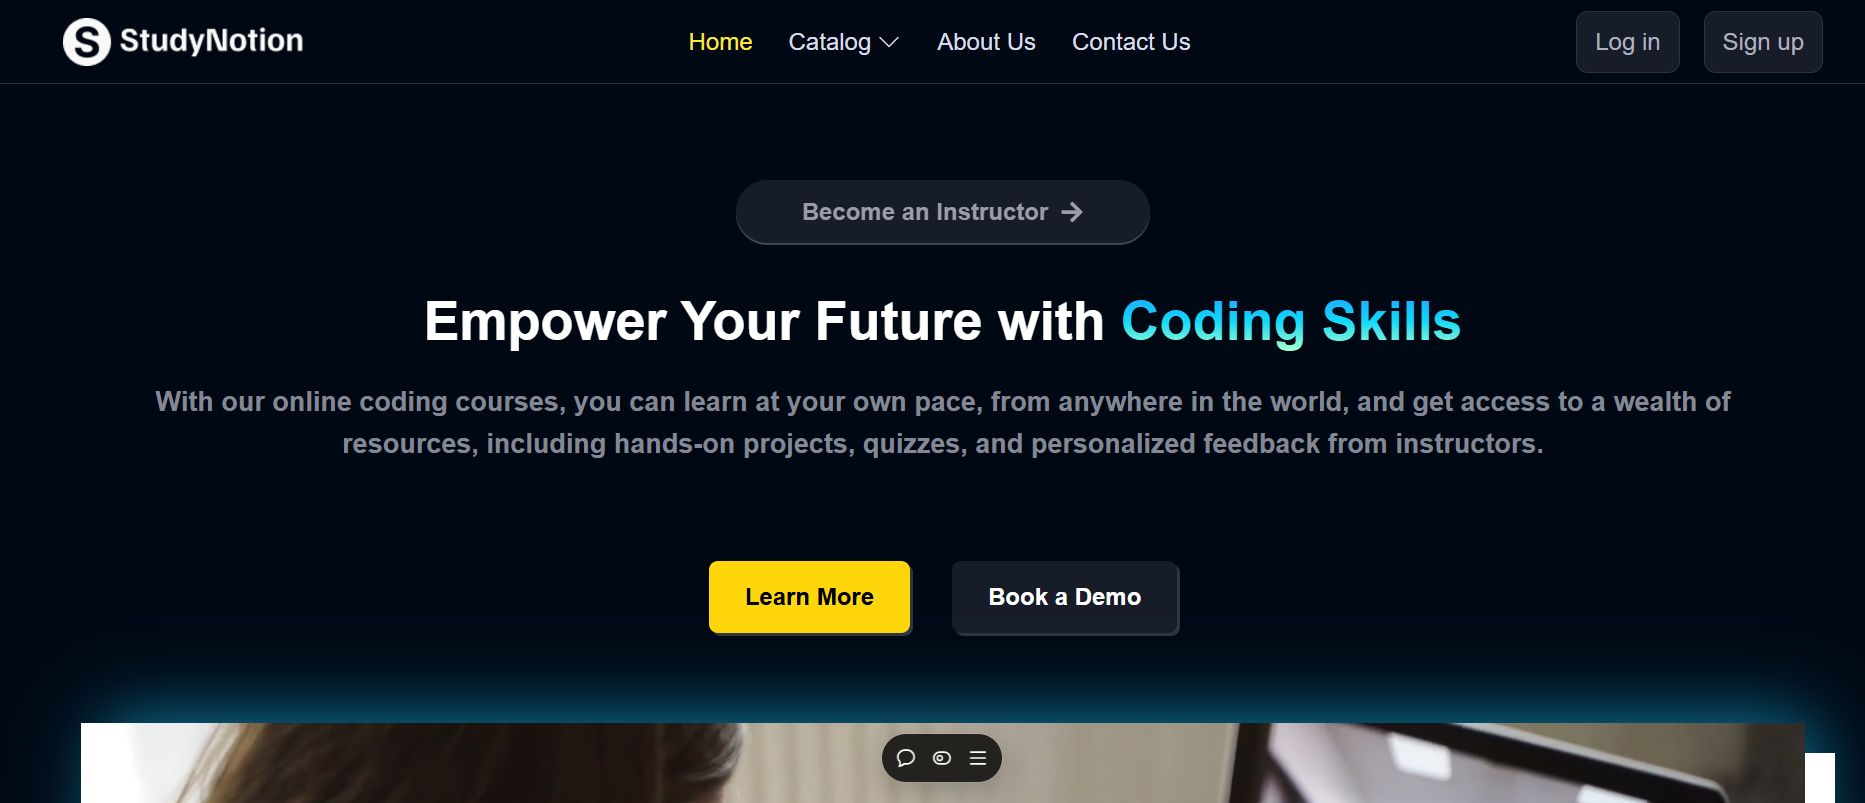 S StudyNotion
Home Catalog About Us Contact Us
Log in Sign up
Become an Instructor
Empower Your Future with Coding Skills
With our online coding courses, you can learn at your own pace, from anywhere in the world, and get access to a wealth of
resources, including hands-on projects, quizzes, and personalized feedback from instructors.
Learn More Book a Demo